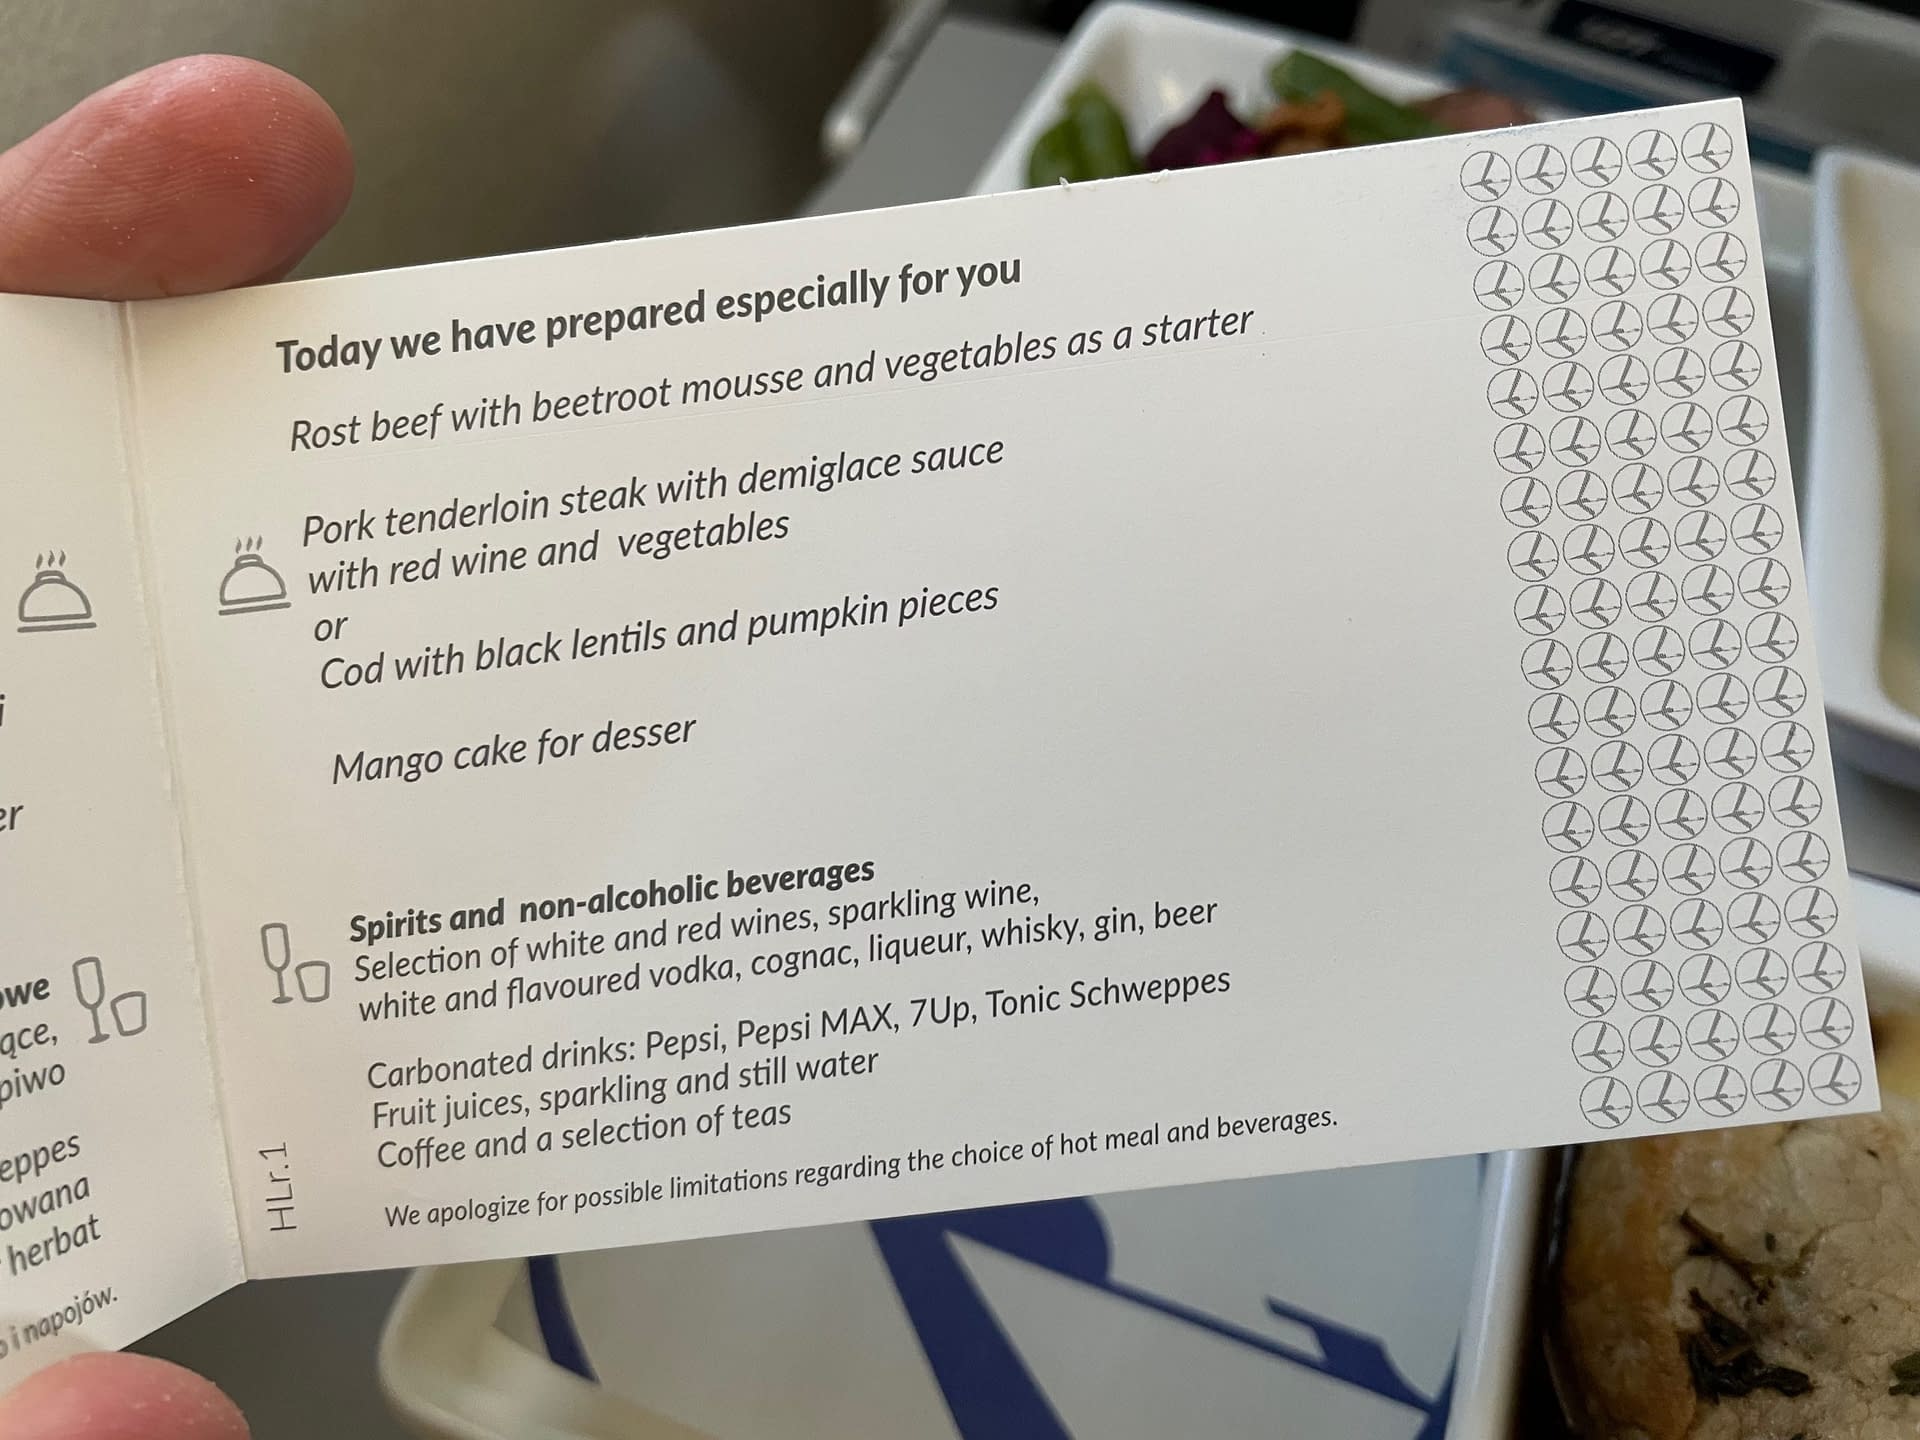 i
er
owe
ące,
piwo
eppes
owana
herbat
i napojów.
Today we have prepared especially for you
Rost beef with beetroot mousse and vegetables as a starter
Pork tenderloin steak with demiglace sauce
with red wine and vegetables
or
Cod with black lentils and pumpkin pieces
Mango cake for desser
Spirits and non-alcoholic beverages
Selection of white and red wines, sparkling wine,
white and flavoured vodka, cognac, liqueur, whisky, gin, beer
Carbonated drinks: Pepsi, Pepsi MAX, 7Up, Tonic Schweppes
Fruit juices, sparkling and still water
Coffee and a selection of teas
We apologize for possible limitations regarding the choice of hot meal and beverages.
HLr.1